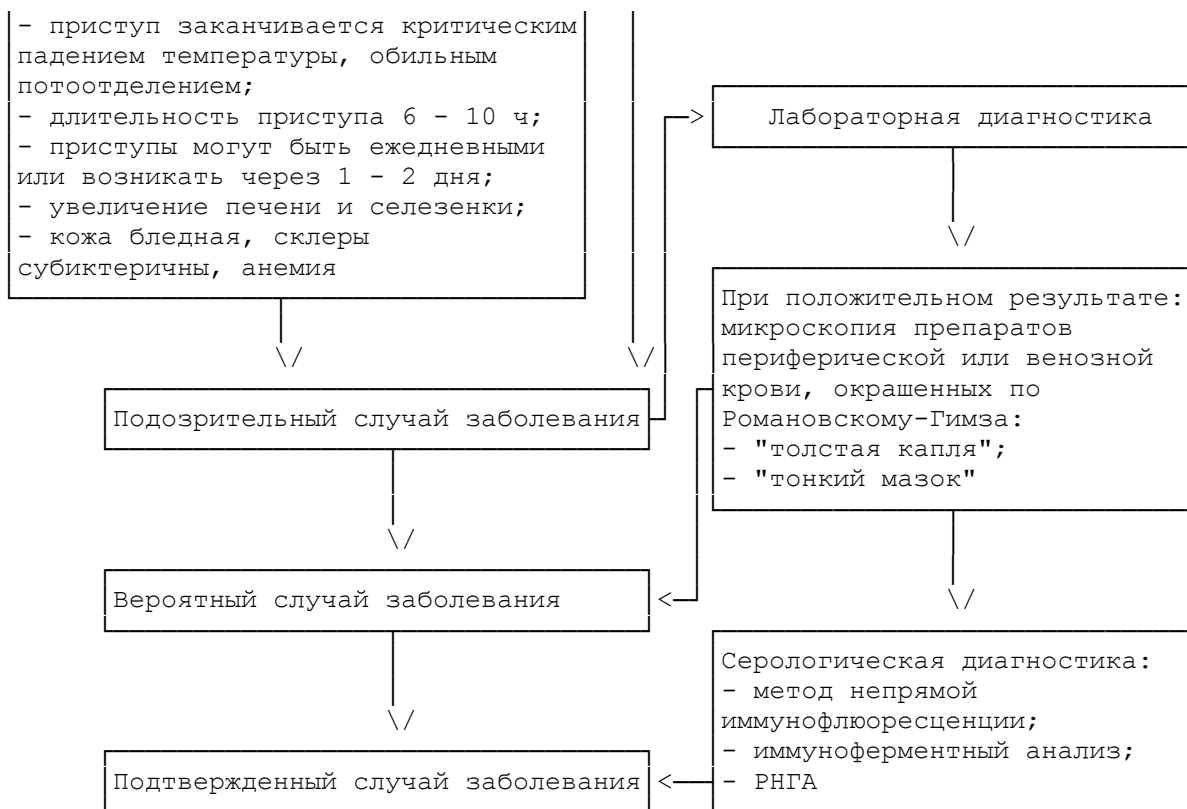 - приступ заканчивается критическим
падением температуры, обильным
потоотделением;
- длительность приступа 6 - 10 ч;
- приступы могут быть ежедневными
или возникать через 1 - 2 дня;
- увеличение печени и селезенки;
- кожа бледная, склеры
субиктеричны, анемия
Подозрительный случай заболевания
Лабораторная диагностика
При положительном результате:
микроскопия препаратов
периферической или венозной
крови, окрашенных по
Романовскому-Гимза:
- "толстая капля";
- "тонкий мазок"
Вероятный случай заболевания
Серологическая диагностика:
- метод непрямой
иммунофлюоресценции;
- иммуноферментный анализ;
- РНГА
Подтвержденный случай заболевания